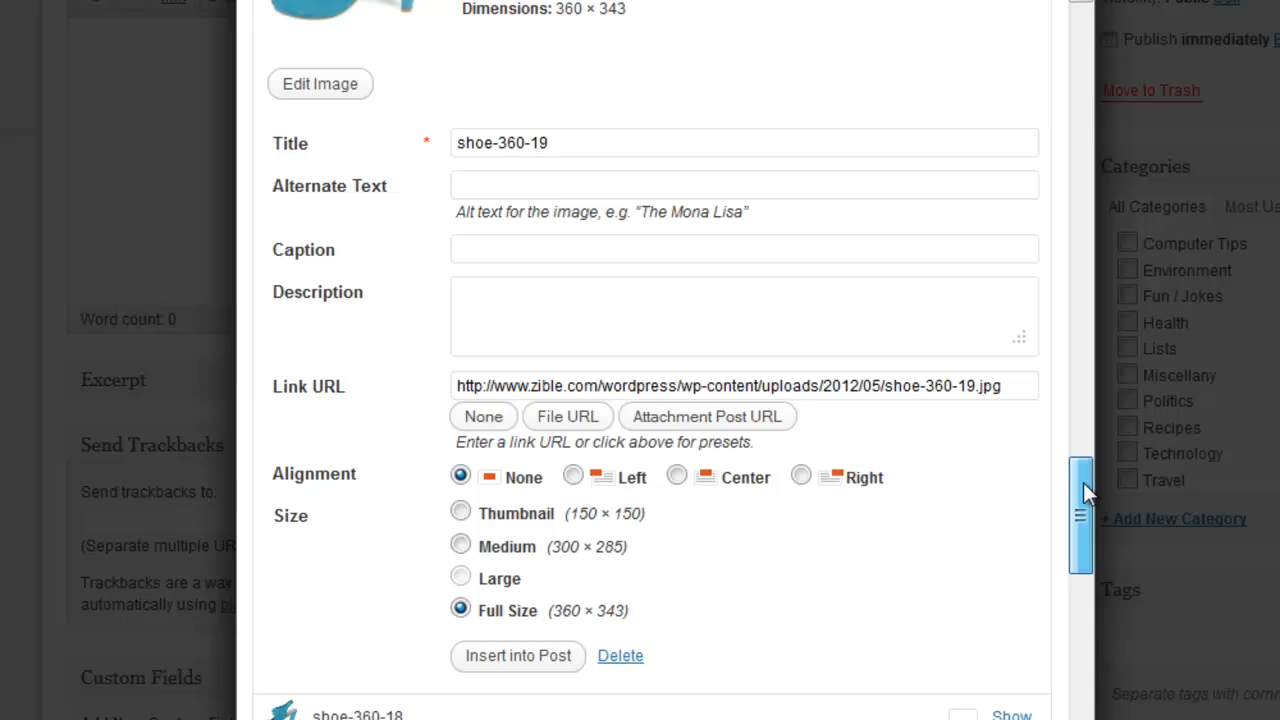 Dimensions: 360 × 343
Publish immediately
Edit Image
Move to Trash
Title * shoe-360-19
Categories
Alternate Text
All Categories Most Us
Alt text for the image, e.g. “The Mona Lisa”
Caption
Computer Tips
Environment
Description
Fun / Jokes
Word count: 0
Health
Lists
Miscellany
Excerpt
Link URL http://www.zible.com/wordpress/wp-content/uploads/2012/05/shoe-360-19.jpg
Politics
None File URL Attachment Post URL
Recipes
Enter a link URL or click above for presets.
Send Trackbacks
Technology
Alignment None Left Center Right
Travel
Send trackbacks to:
Size Thumbnail (150 × 150)
+ Add New Category
(Separate multiple UR
Medium (300 × 285)
Trackbacks are a way
Large
Tags
automatically using
Full Size (360 × 343)
Insert into Post Delete
Custom Fields
Separate tags with com
shoe-360-18 Show